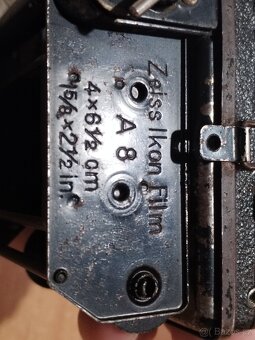 Zeiss Ikon Film
A 8
4×6½ cm
1⅝×2½ in.